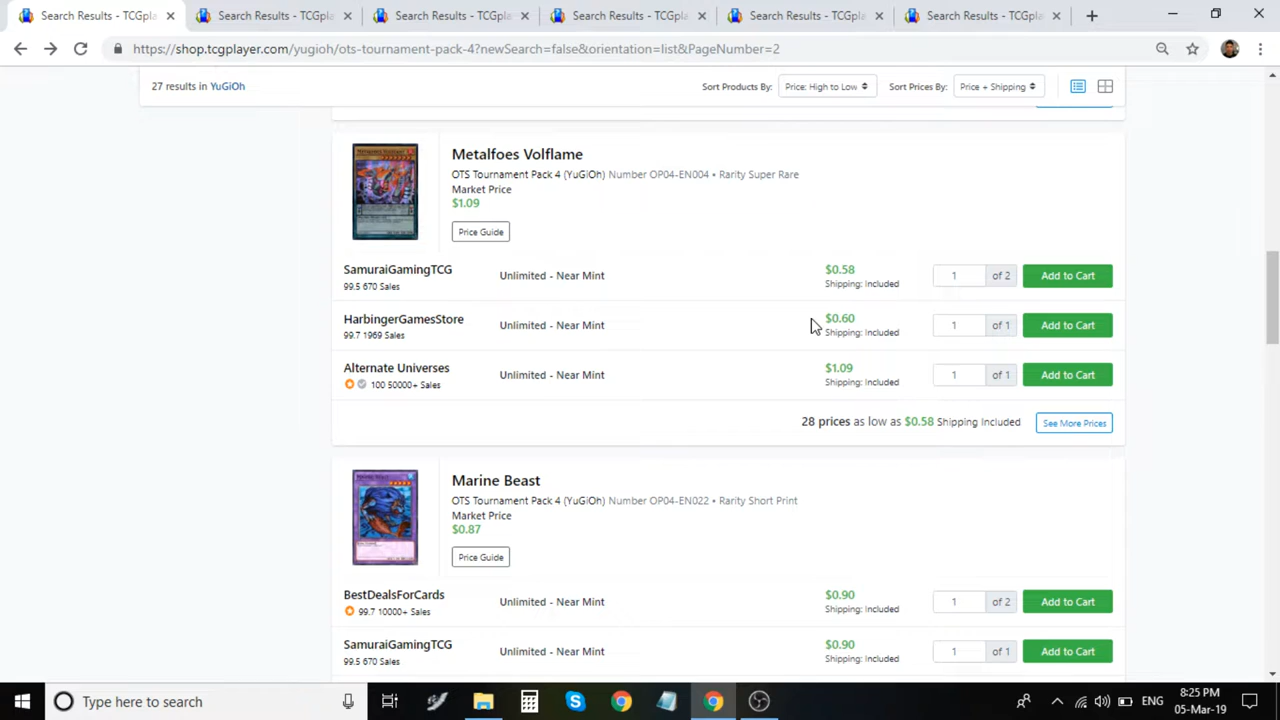 Search Results - TCGpla
Search Results - TCGpla
Search Results - TCGpla
Search Results - TCGpla
Search Results - TCGpla
Search Results - TCGpla
https://shop.tcgplayer.com/yugioh/ots-tournament-pack-4?newSearch=false&orientation=list&PageNumber=2
27 results in YuGiOh
Sort Products By: Price: High to Low
Sort Prices By: Price + Shipping
Metalfoes Volflame
OTS Tournament Pack 4 (YuGiOh) Number OP04-EN004 • Rarity Super Rare
Market Price
$1.09
Price Guide
SamuraiGamingTCG
99.5 670 Sales
Unlimited - Near Mint
$0.58
Shipping: Included
1 of 2
Add to Cart
HarbingerGamesStore
99.7 1969 Sales
Unlimited - Near Mint
$0.60
Shipping: Included
1 of 1
Add to Cart
Alternate Universes
100 50000+ Sales
Unlimited - Near Mint
$1.09
Shipping: Included
1 of 1
Add to Cart
28 prices as low as $0.58 Shipping Included
See More Prices
Marine Beast
OTS Tournament Pack 4 (YuGiOh) Number OP04-EN022 • Rarity Short Print
Market Price
$0.87
Price Guide
BestDealsForCards
99.7 10000+ Sales
Unlimited - Near Mint
$0.90
Shipping: Included
1 of 2
Add to Cart
SamuraiGamingTCG
99.5 670 Sales
Unlimited - Near Mint
$0.90
Shipping: Included
1 of 1
Add to Cart
Type here to search
ENG
8:25 PM
05-Mar-19